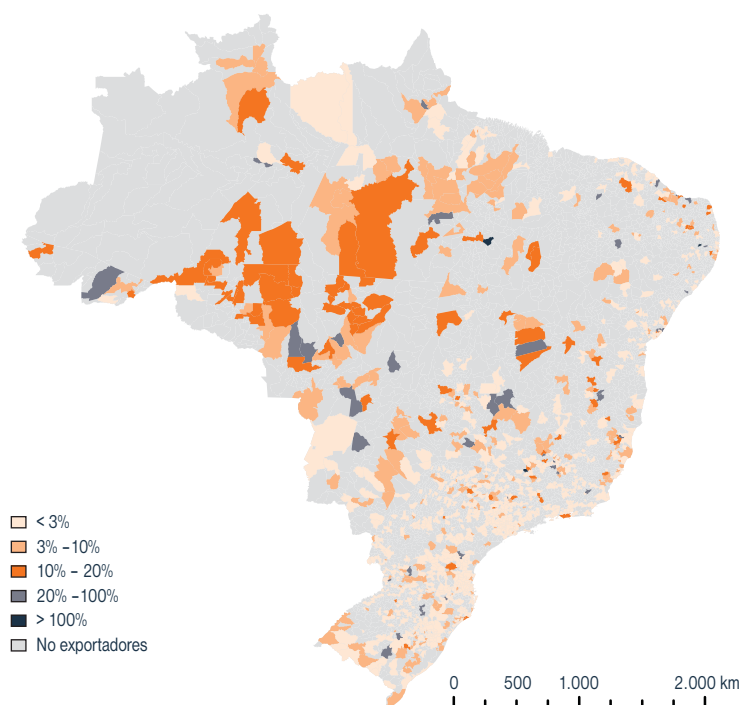 < 3%
3% –10%
10% – 20%
20% –100%
> 100%
No exportadores
0 500 1.000 2.000 km